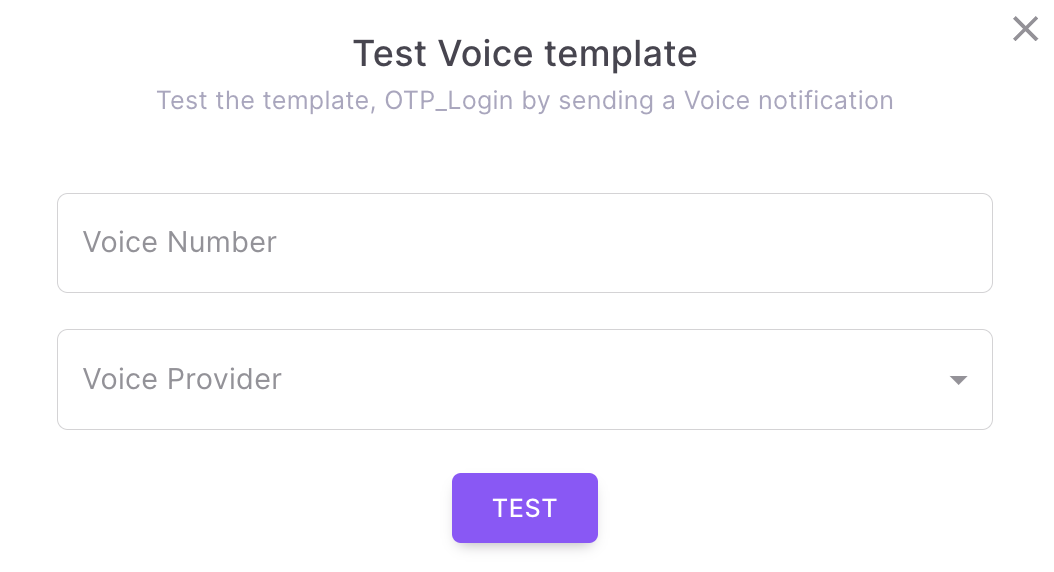 Test Voice template
Test the template, OTP_Login by sending a Voice notification
Voice Number
Voice Provider
TEST